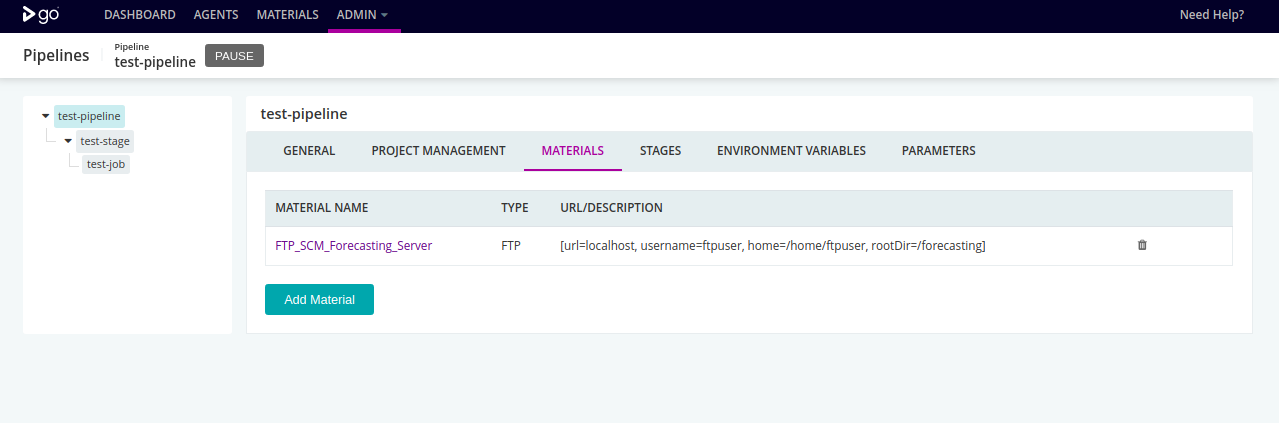 go DASHBOARD AGENTS MATERIALS ADMIN Need Help?
Pipelines Pipeline
test-pipeline PAUSE
test-pipeline
test-stage
test-job
test-pipeline
GENERAL PROJECT MANAGEMENT MATERIALS STAGES ENVIRONMENT VARIABLES PARAMETERS
MATERIAL NAME TYPE URL/DESCRIPTION
FTP_SCM_Forecasting_Server FTP [url=localhost, username=ftpuser, home=/home/ftpuser, rootDir=/forecasting]
Add Material